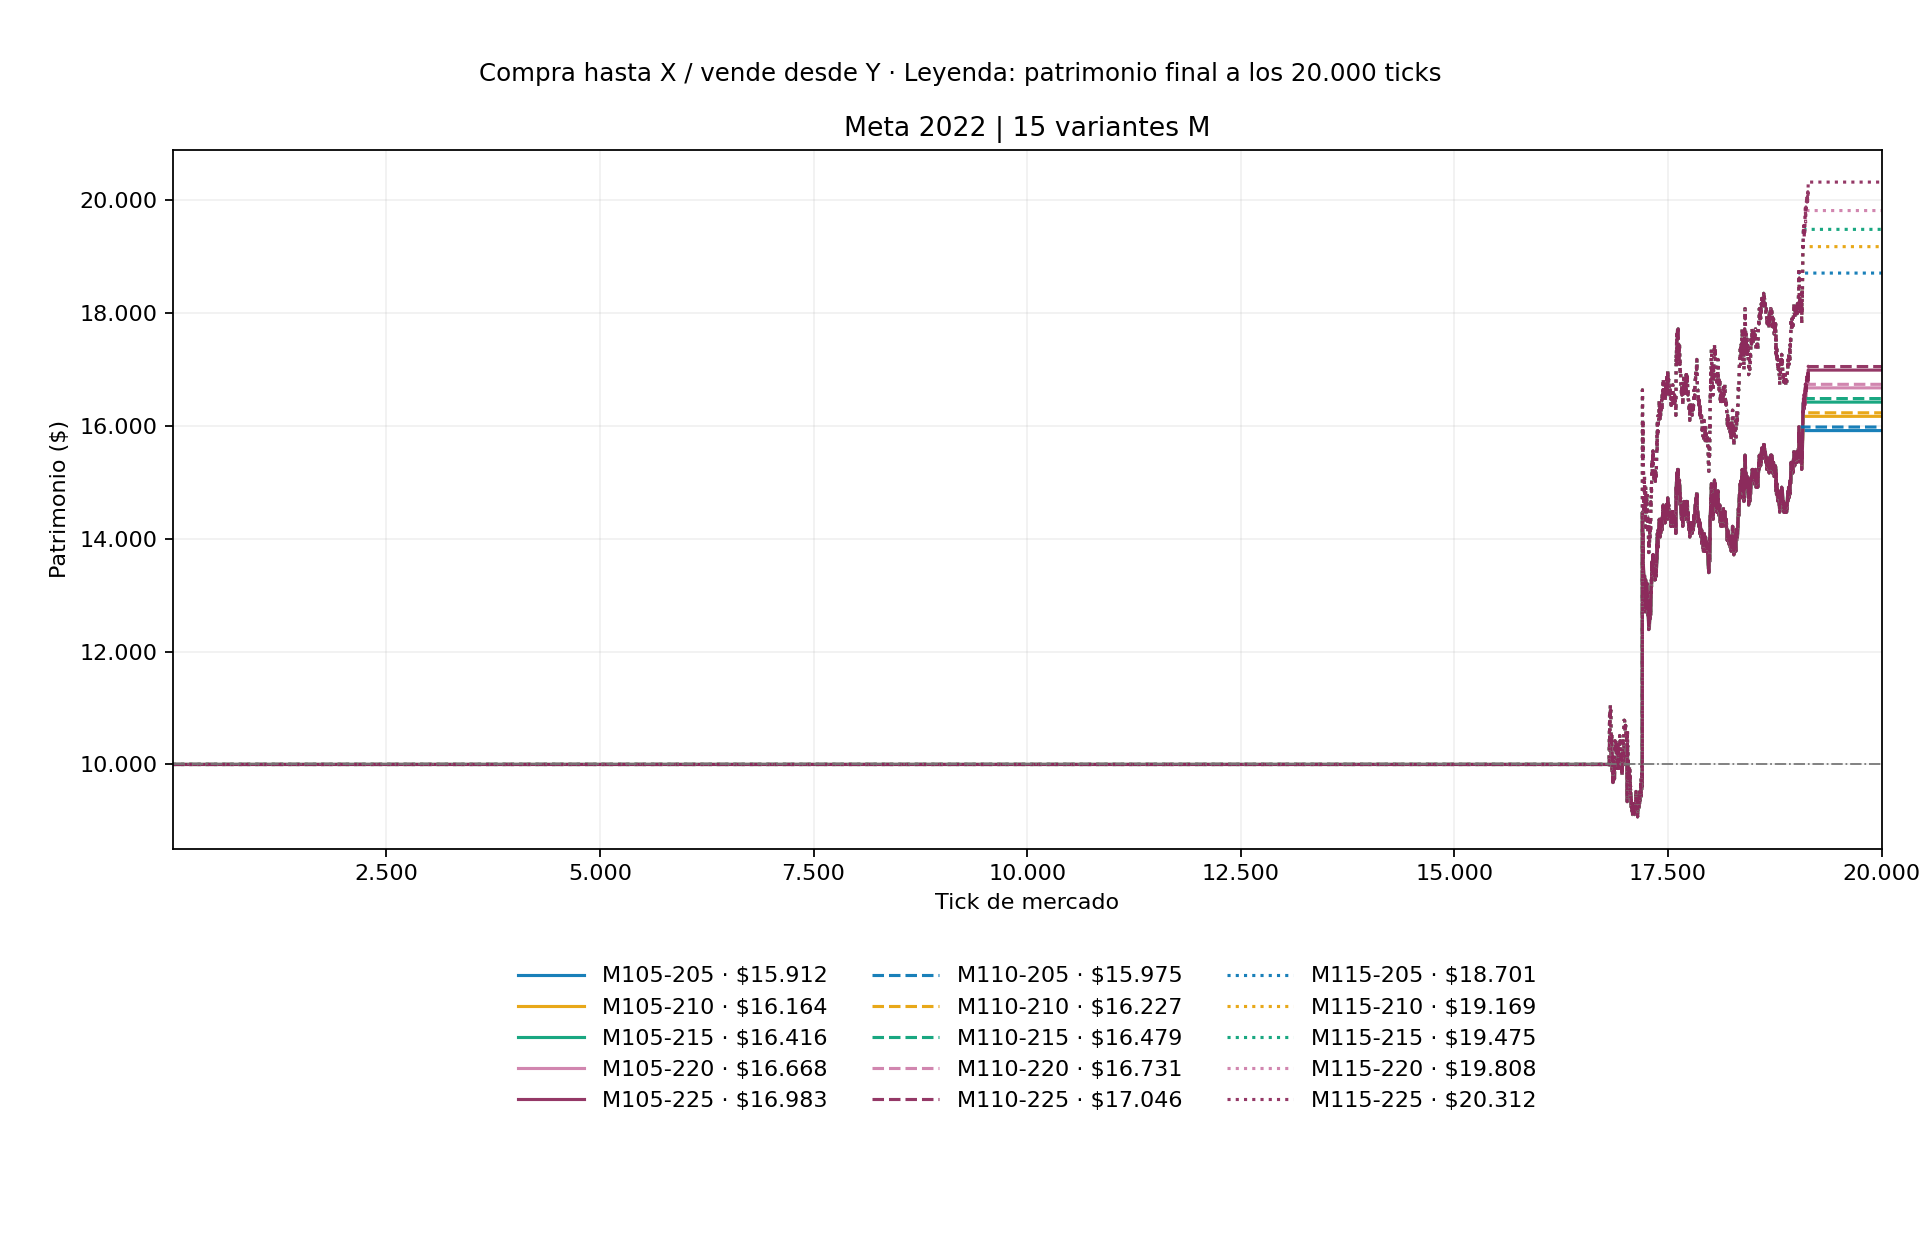 Compra hasta X / vende desde Y · Leyenda: patrimonio final a los 20.000 ticks
Meta 2022 | 15 variantes M
Patrimonio ($)
20.000
18.000
16.000
14.000
12.000
10.000
2.500 5.000 7.500 10.000 12.500 15.000 17.500 20.000
Tick de mercado
M105-205 · $15.912
M105-210 · $16.164
M105-215 · $16.416
M105-220 · $16.668
M105-225 · $16.983
M110-205 · $15.975
M110-210 · $16.227
M110-215 · $16.479
M110-220 · $16.731
M110-225 · $17.046
M115-205 · $18.701
M115-210 · $19.169
M115-215 · $19.475
M115-220 · $19.808
M115-225 · $20.312